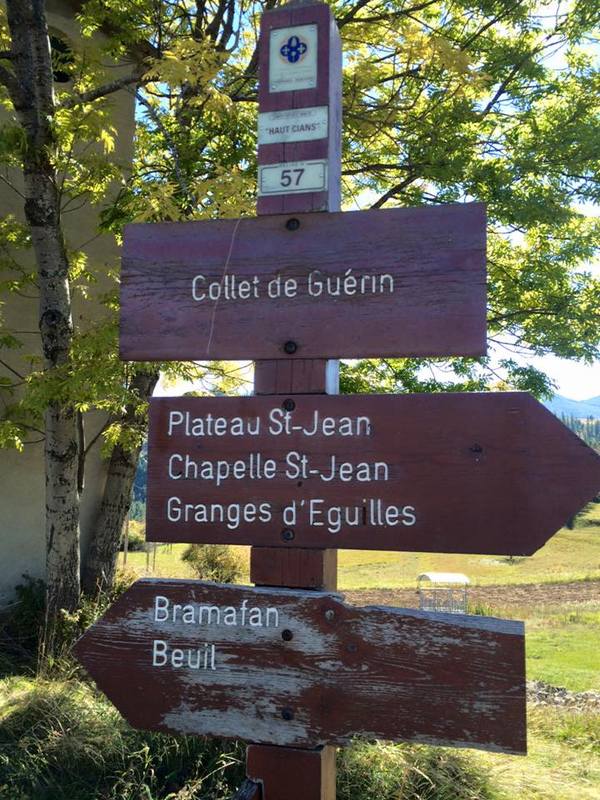 "HAUT CIANS"
57
Collet de Guérin
Plateau St-Jean
Chapelle St-Jean
Granges d'Eguilles
Bramafan
Beuil